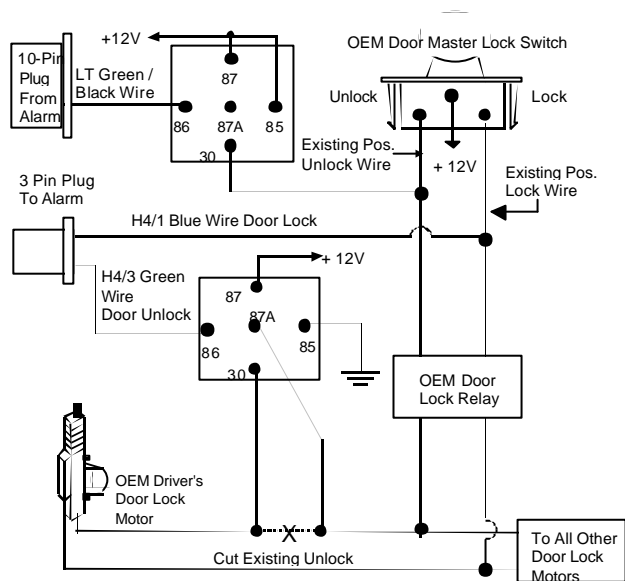 +12V
OEM Door Master Lock Switch
10-Pin
Plug
From
Alarm
LT Green /
Black Wire
87
86
87A
85
30
Unlock
Lock
Existing Pos.
Unlock Wire
+ 12V
Existing Pos.
Lock Wire
3 Pin Plug
To Alarm
H4/1 Blue Wire Door Lock
+ 12V
H4/3 Green
Wire
Door Unlock
87
87A
86
85
30
OEM Door
Lock Relay
OEM Driver's
Door Lock
Motor
X
Cut Existing Unlock
To All Other
Door Lock
Motors